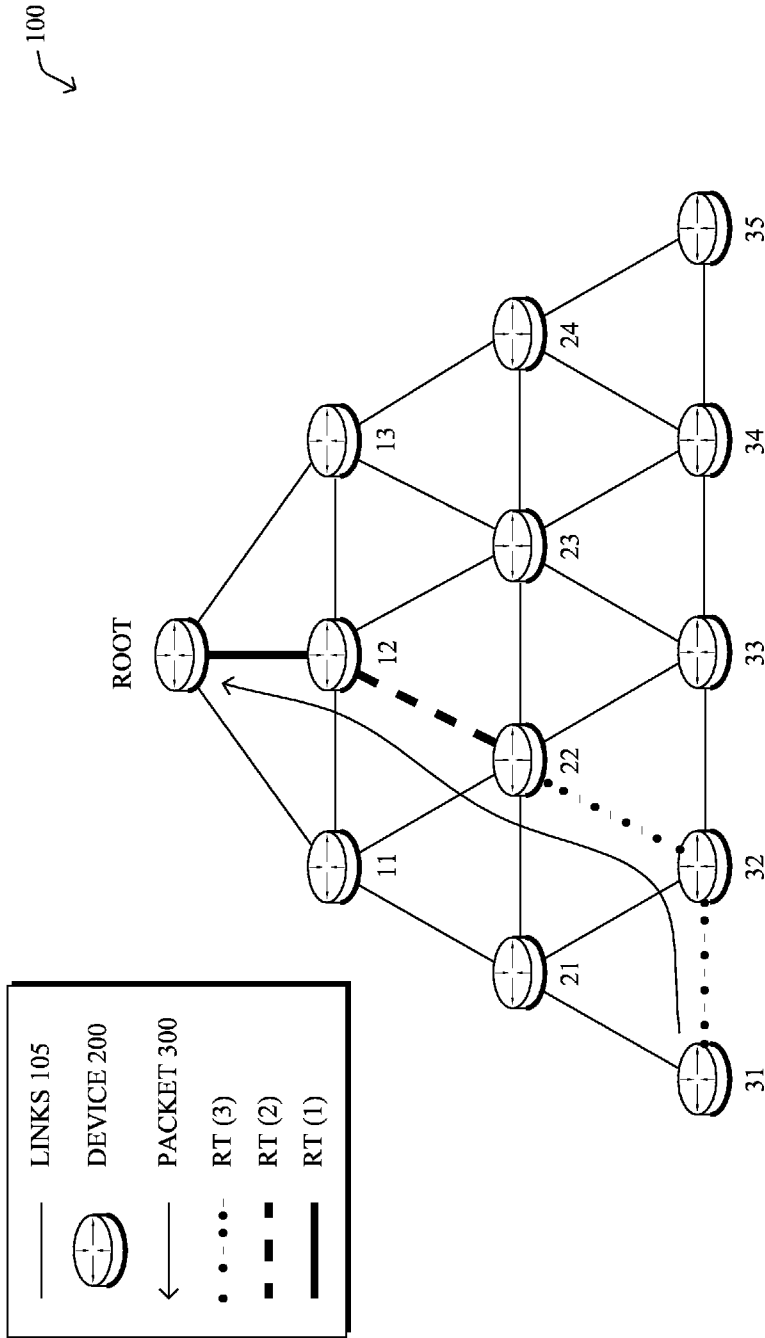 100
LINKS 105
DEVICE 200
PACKET 300
RT (3)
RT (2)
RT (1)
ROOT
11
12
13
21
22
23
24
31
32
33
34
35